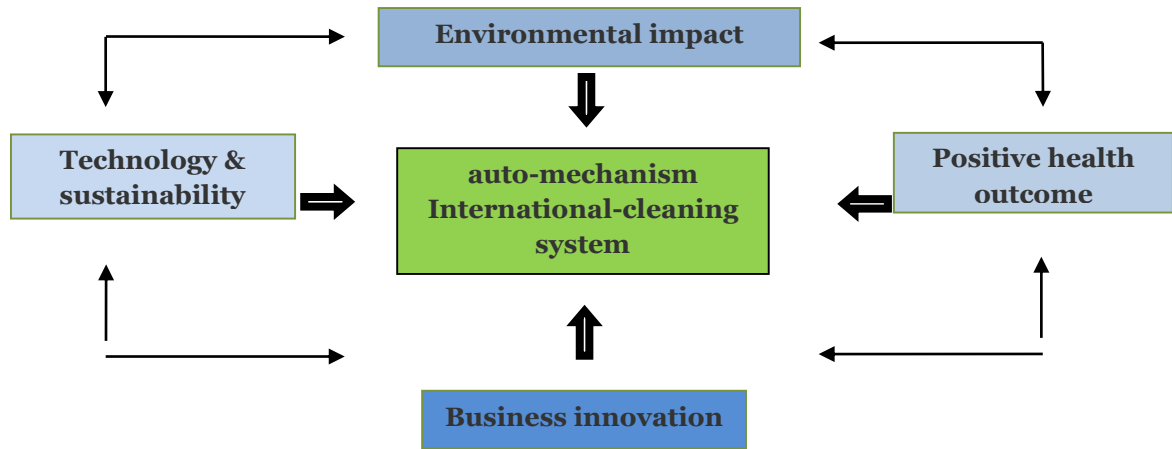 Environmental impact
Technology &
sustainability
auto-mechanism
International-cleaning
system
Positive health
outcome
Business innovation